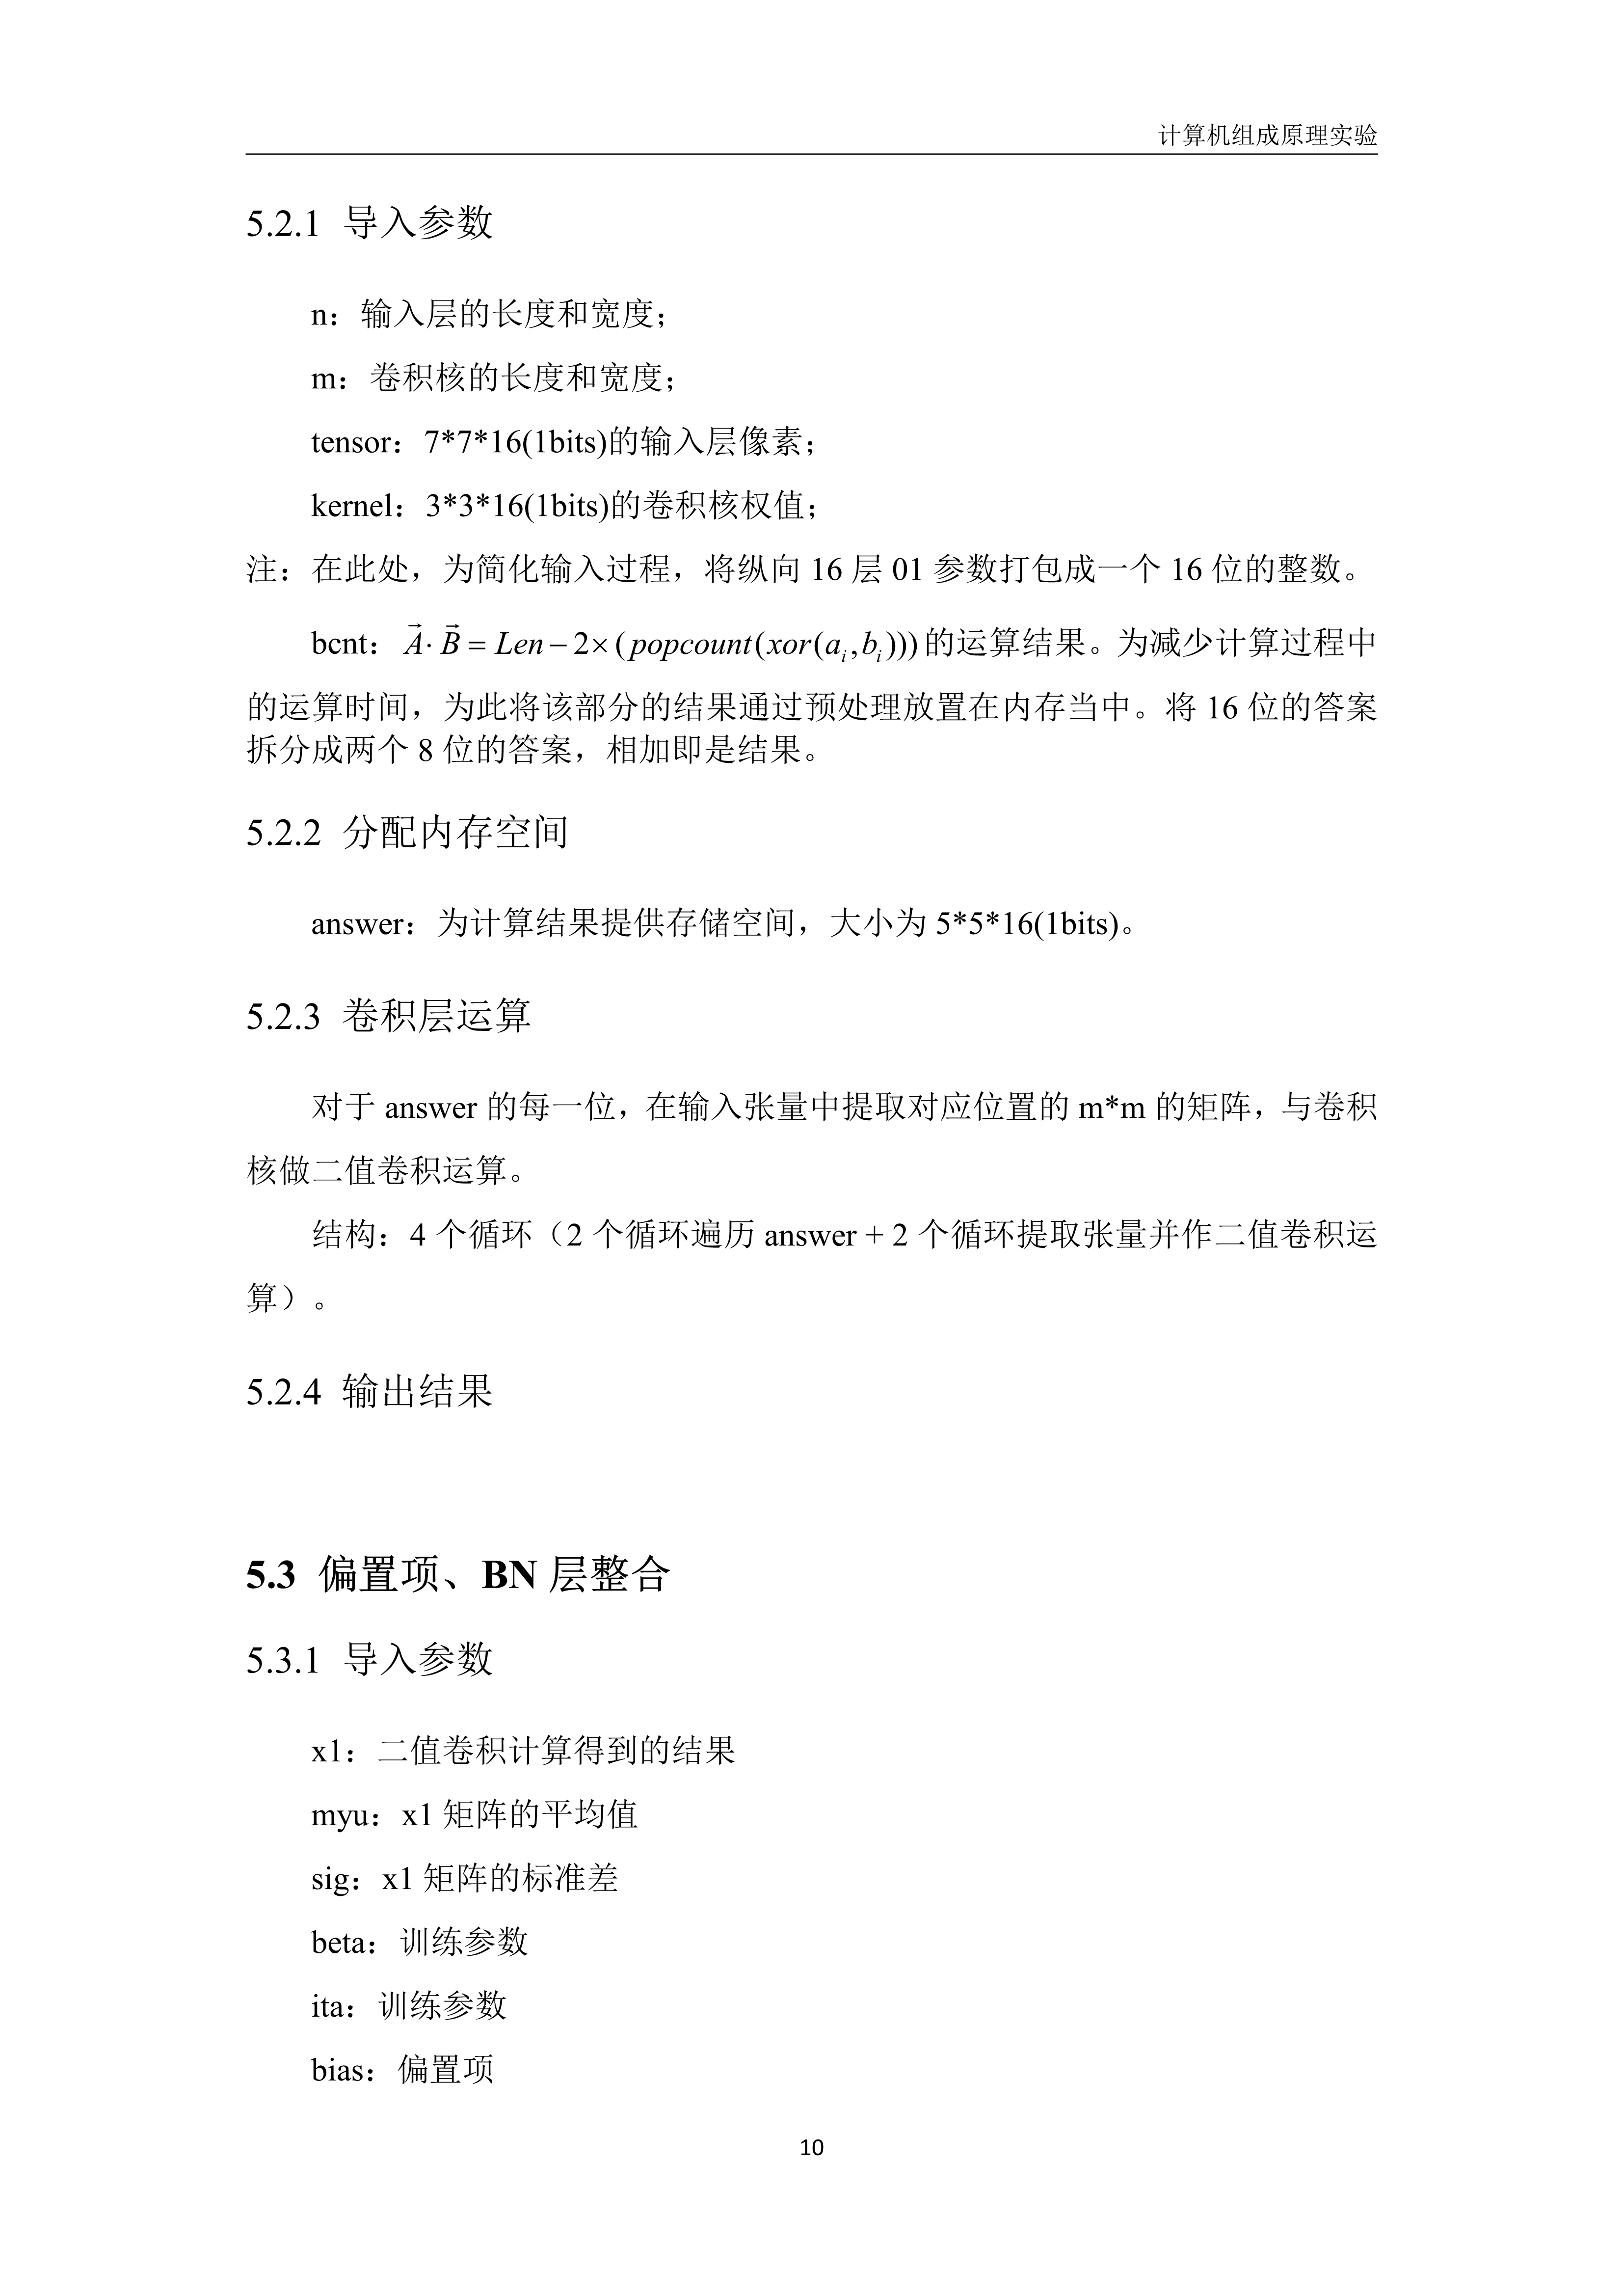 计算机组成原理实验
5.2.1 导入参数
n：输入层的长度和宽度；
m：卷积核的长度和宽度；
tensor：7*7*16(1bits)的输入层像素；
kernel：3*3*16(1bits)的卷积核权值；
注：在此处，为简化输入过程，将纵向 16 层 01 参数打包成一个 16 位的整数。
bcnt：$\vec{A} \cdot \vec{B} = Len - 2 \times (popcount(xor(a_i, b_i)))$的运算结果。为减少计算过程中
的运算时间，为此将该部分的结果通过预处理放置在内存当中。将 16 位的答案
拆分成两个 8 位的答案，相加即是结果。
5.2.2 分配内存空间
answer：为计算结果提供存储空间，大小为 5*5*16(1bits)。
5.2.3 卷积层运算
对于 answer 的每一位，在输入张量中提取对应位置的 m*m 的矩阵，与卷积
核做二值卷积运算。
结构：4 个循环（2 个循环遍历 answer + 2 个循环提取张量并作二值卷积运
算）。
5.2.4 输出结果
5.3 偏置项、BN 层整合
5.3.1 导入参数
x1：二值卷积计算得到的结果
myu：x1 矩阵的平均值
sig：x1 矩阵的标准差
beta：训练参数
ita：训练参数
bias：偏置项
10